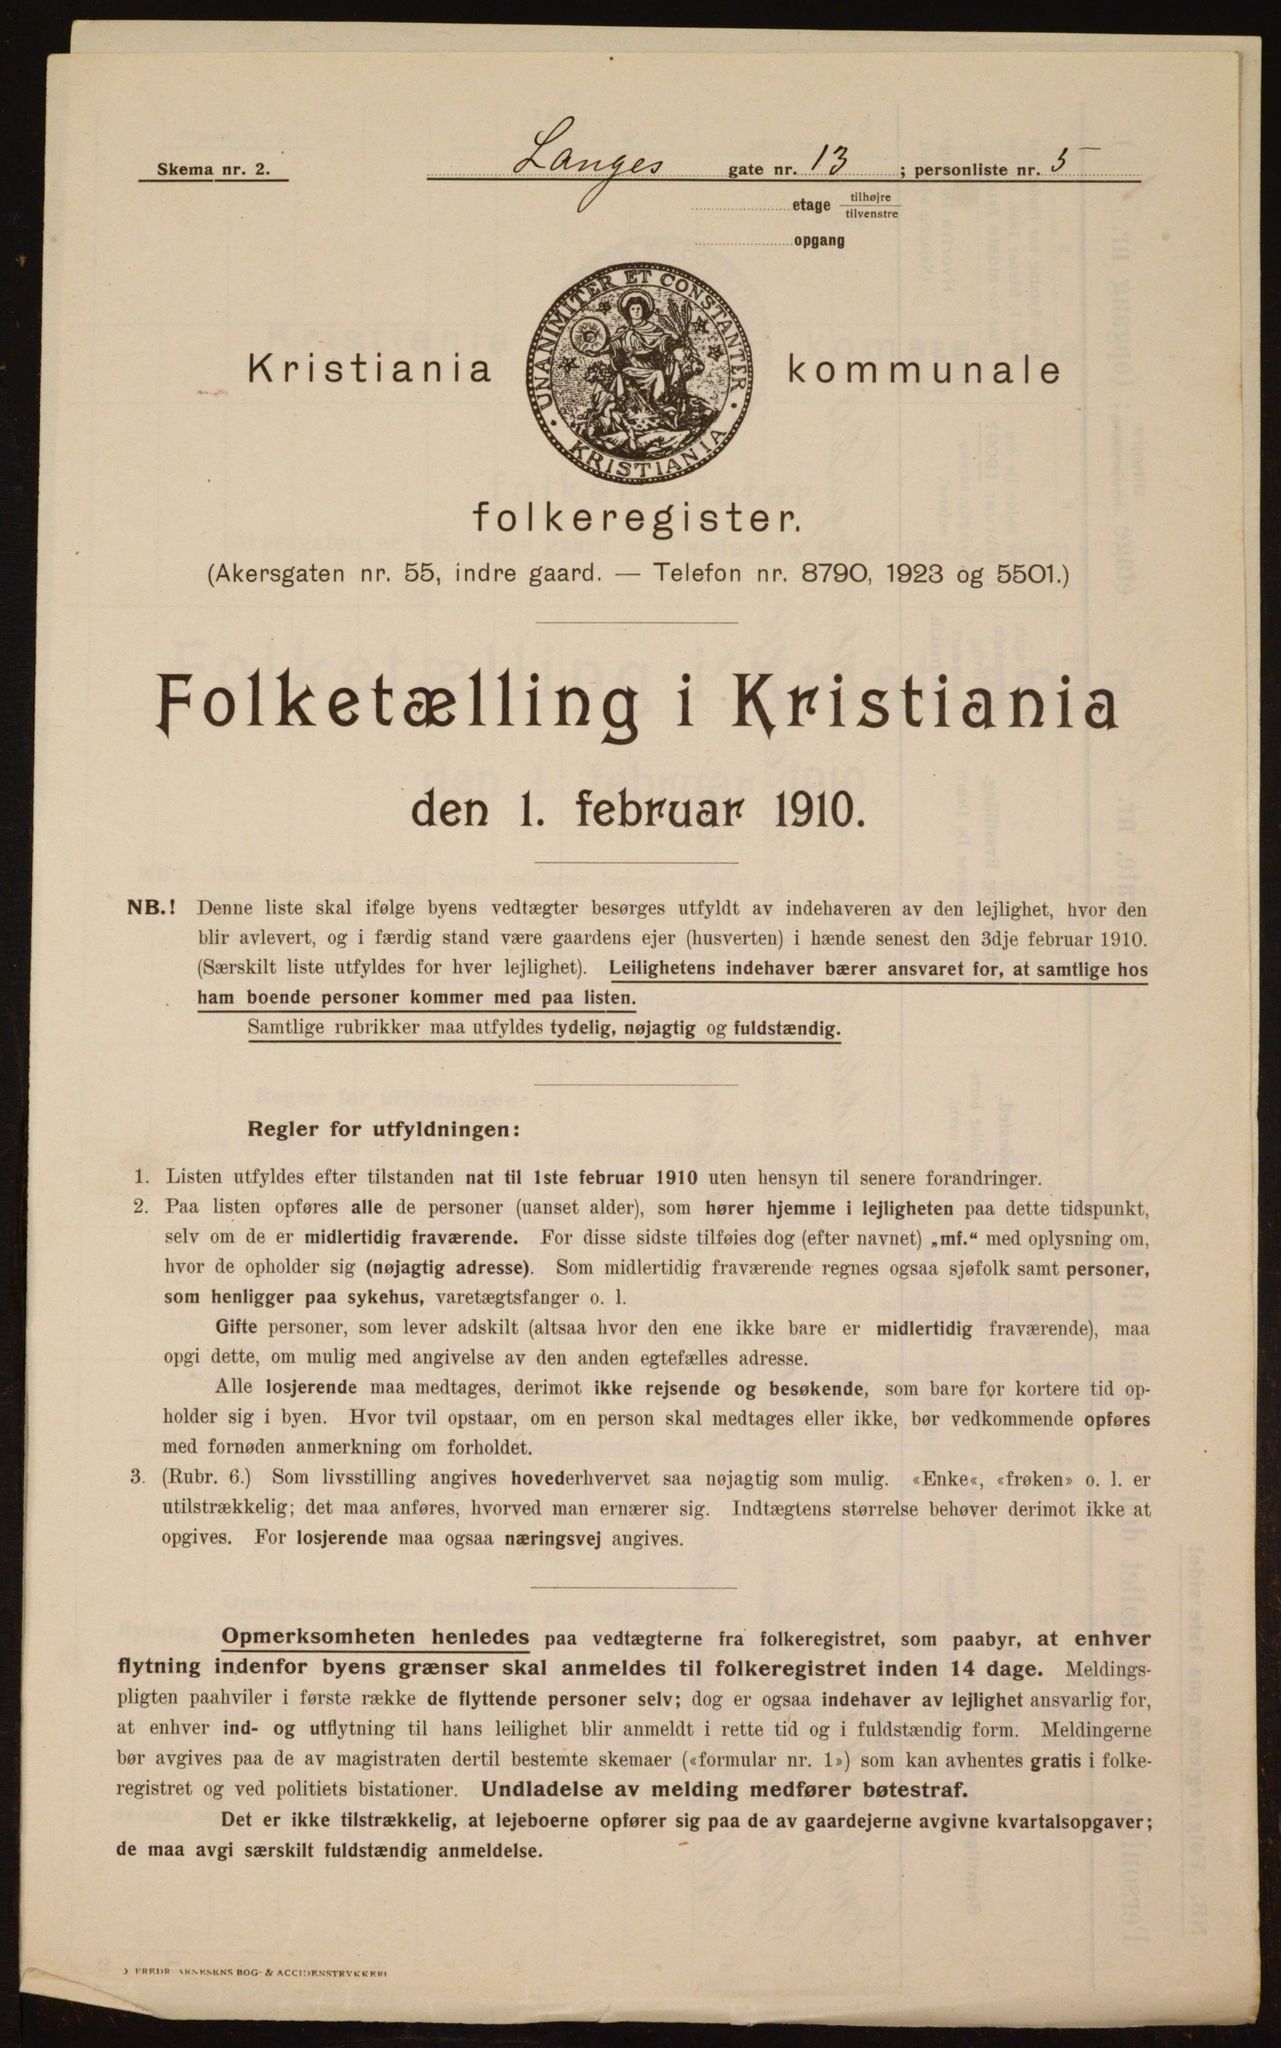 Skema nr. 2. Langes gate nr. 13 ; personliste nr. 5
etage tilhøjre
tilvenstre
opgang
UNANIMITER ET CONSTANTER
Kristiania kommunale
KRISTIANIA
folkeregister.
(Akersgaten nr. 55, indre gaard. — Telefon nr. 8790, 1923 og 5501.)
Folketælling i Kristiania
den 1. februar 1910.
NB.! Denne liste skal ifølge byens vedtægter besørges utfyldt av indehaveren av den lejlighet, hvor den
blir avlevert, og i færdig stand være gaardens ejer (husverten) i hænde senest den 3dje februar 1910.
(Særskilt liste utfyldes for hver lejlighet). Leilighetens indehaver bærer ansvaret for, at samtlige hos
ham boende personer kommer med paa listen.
Samtlige rubrikker maa utfyldes tydelig, nøjagtig og fuldstændig.
Regler for utfyldningen:
1. Listen utfyldes efter tilstanden nat til 1ste februar 1910 uten hensyn til senere forandringer.
2. Paa listen opføres alle de personer (uanset alder), som hører hjemme i lejligheten paa dette tidspunkt,
selv om de er midlertidig fraværende. For disse sidste tilføies dog (efter navnet) „mf.“ med oplysning om,
hvor de opholder sig (nøjagtig adresse). Som midlertidig fraværende regnes ogsaa sjøfolk samt personer,
som henligger paa sykehus, varetægtsfanger o. l.
Gifte personer, som lever adskilt (altsaa hvor den ene ikke bare er midlertidig fraværende), maa
opgi dette, om mulig med angivelse av den anden egtefælles adresse.
Alle losjerende maa medtages, derimot ikke rejsende og besøkende, som bare for kortere tid op-
holder sig i byen. Hvor tvil opstaar, om en person skal medtages eller ikke, bør vedkommende opføres
med fornøden anmerkning om forholdet.
3. (Rubr. 6.) Som livsstilling angives hovederhvervet saa nøjagtig som mulig. «Enke«, «frøken» o. l. er
utilstrækkelig; det maa anføres, hvorved man ernærer sig. Indtægtens størrelse behøver derimot ikke at
opgives. For losjerende maa ogsaa næringsvej angives.
Opmerksomheten henledes paa vedtægterne fra folkeregistret, som paabyr, at enhver
flytning indenfor byens grænser skal anmeldes til folkeregistret inden 14 dage. Meldings-
pligten paahviler i første række de flyttende personer selv; dog er ogsaa indehaver av lejlighet ansvarlig for,
at enhver ind- og utflytning til hans leilighet blir anmeldt i rette tid og i fuldstændig form. Meldingerne
bør avgives paa de av magistraten dertil bestemte skemaer («formular nr. 1») som kan avhentes gratis i folke-
registret og ved politiets bistationer. Undladelse av melding medfører bøtestraf.
Det er ikke tilstrækkelig, at lejeboerne opfører sig paa de av gaardejerne avgivne kvartalsopgaver;
de maa avgi særskilt fuldstændig anmeldelse.
FREDR ARNESENS BOG- & ACCIDENSTRYKKERI